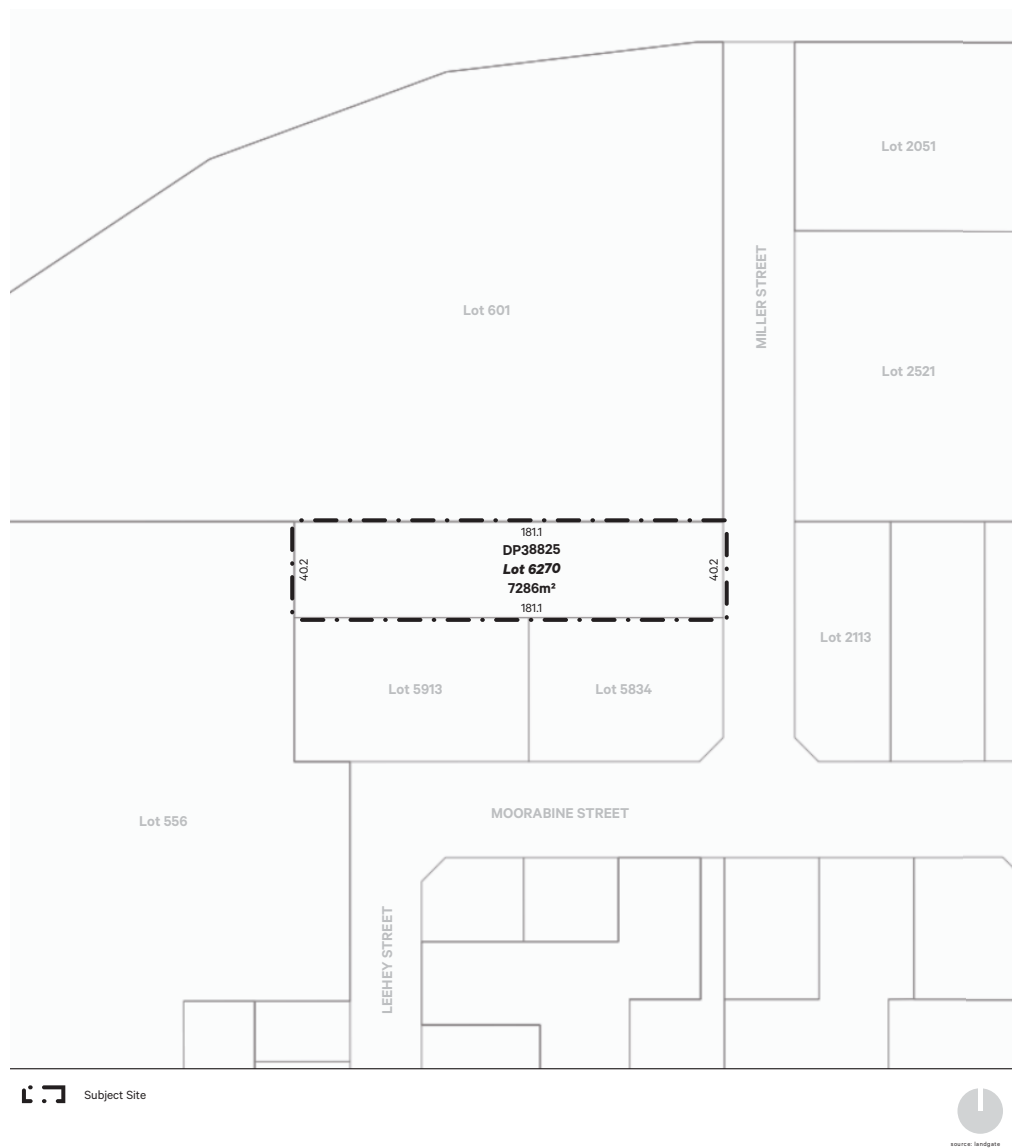 Lot 2051
MILLER STREET
Lot 601
Lot 2521
181.1
DP38825
40.2
Lot 6270
40.2
7286m²
181.1
Lot 2113
Lot 5913
Lot 5834
MOORABINE STREET
Lot 556
LEEHEY STREET
Subject Site
source: landgate